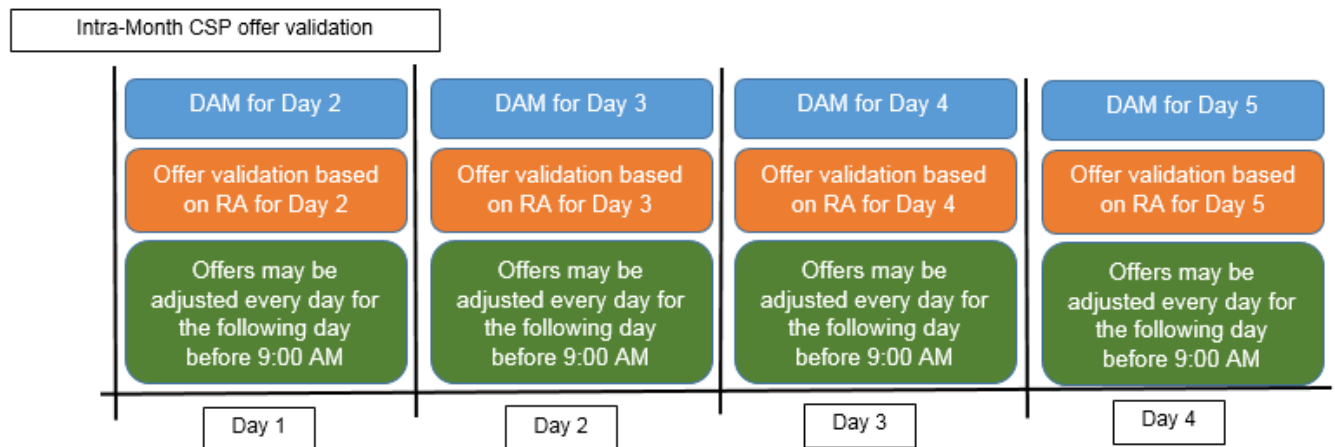 Intra-Month CSP offer validation
DAM for Day 2
Offer validation based
on RA for Day 2
Offers may be
adjusted every day for
the following day
before 9:00 AM
Day 1
DAM for Day 3
Offer validation based
on RA for Day 3
Offers may be
adjusted every day for
the following day
before 9:00 AM
Day 2
DAM for Day 4
Offer validation based
on RA for Day 4
Offers may be
adjusted every day for
the following day
before 9:00 AM
Day 3
DAM for Day 5
Offer validation based
on RA for Day 5
Offers may be
adjusted every day for
the following day
before 9:00 AM
Day 4